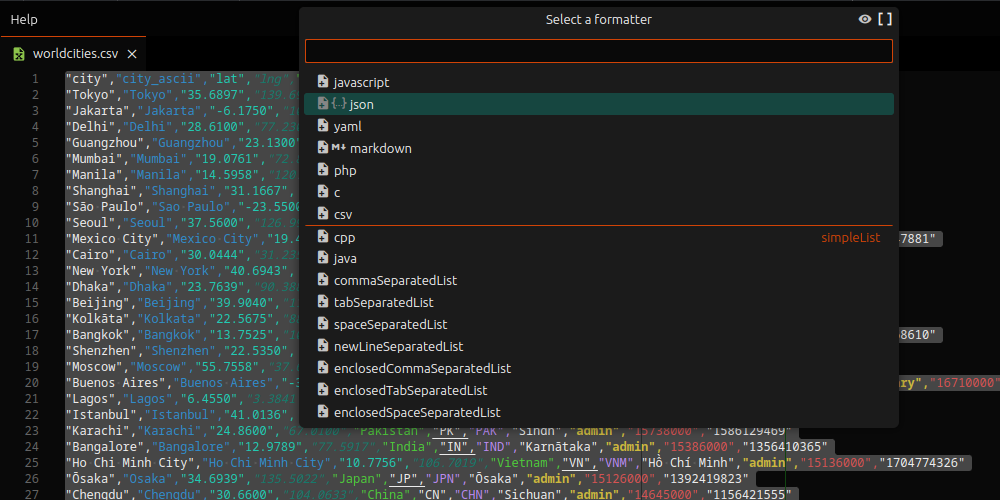 Help
Select a formatter
worldcities.csv
javascript
json
yaml
markdown
php
c
csv
cpp
simpleList
java
commaSeparatedList
tabSeparatedList
spaceSeparatedList
newLineSeparatedList
enclosedCommaSeparatedList
enclosedTabSeparatedList
enclosedSpaceSeparatedList
1 "city","city_ascii","lat","lng","
2 "Tokyo","Tokyo","35.6897","139.6
3 "Jakarta","Jakarta","-6.1750","1
4 "Delhi","Delhi","28.6100","77.23
5 "Guangzhou","Guangzhou","23.1300"
6 "Mumbai","Mumbai","19.0761","72.
7 "Manila","Manila","14.5958","120
8 "Shanghai","Shanghai","31.1667",
9 "São Paulo","Sao Paulo","-23.5500
10 "Seoul","Seoul","37.5600","126.9
11 "Mexico City","Mexico City","19.4 7881"
12 "Cairo","Cairo","30.0444","31.23
13 "New York","New York","40.6943",
14 "Dhaka","Dhaka","23.7639","90.38
15 "Beijing","Beijing","39.9040","1
16 "Kolkāta","Kolkata","22.5675","8
17 "Bangkok","Bangkok","13.7525","1 8610"
18 "Shenzhen","Shenzhen","22.5350",
19 "Moscow","Moscow","55.7558","37.
20 "Buenos Aires","Buenos Aires","-3 ry","16710000"
21 "Lagos","Lagos","6.4550","3.3841
22 "Istanbul","Istanbul","41.0136",
23 "Karachi","Karachi","24.8600","67.0100","Pakistan","PK","PAK","Sindh","admin","15738000","1586129469"
24 "Bangalore","Bangalore","12.9789","77.5917","India","IN","IND","Karnātaka","admin","15386000","1356410365"
25 "Ho Chi Minh City","Ho Chi Minh City","10.7756","106.7019","Vietnam","VN","VNM","Hồ Chí Minh","admin","15136000","1704774326"
26 "Ōsaka","Osaka","34.6939","135.5022","Japan","JP","JPN","Ōsaka","admin","15126000","1392419823"
27 "Chengdu","Chengdu","30.6600","104.0633","China","CN","CHN","Sichuan","admin","14645000","1156421555"